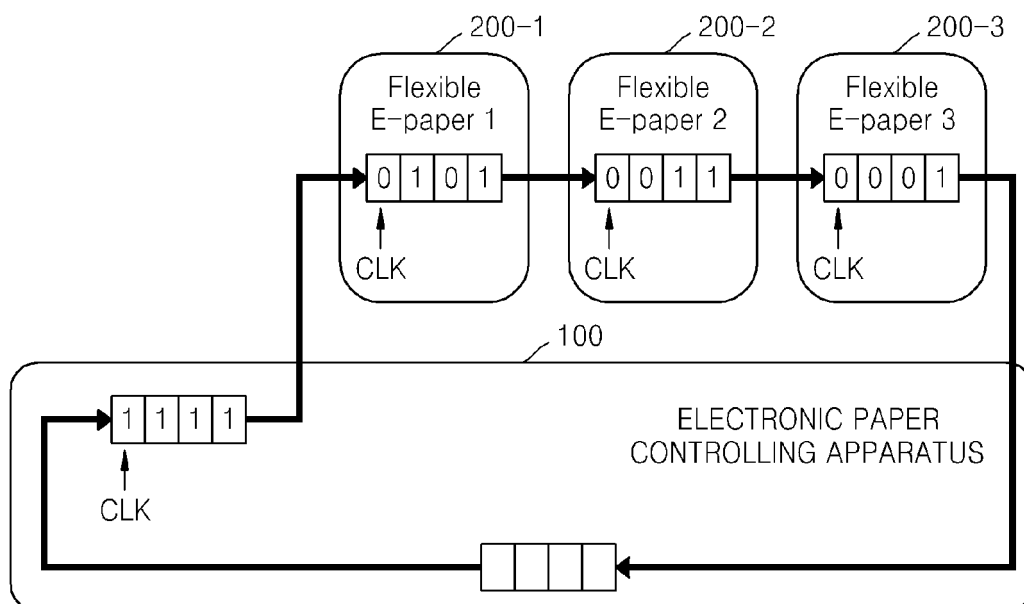 200-1 200-2 200-3
Flexible Flexible Flexible
E-paper 1 E-paper 2 E-paper 3
0 1 0 1 0 0 1 1 0 0 0 1
CLK CLK CLK
100
1 1 1 1
ELECTRONIC PAPER
CONTROLLING APPARATUS
CLK